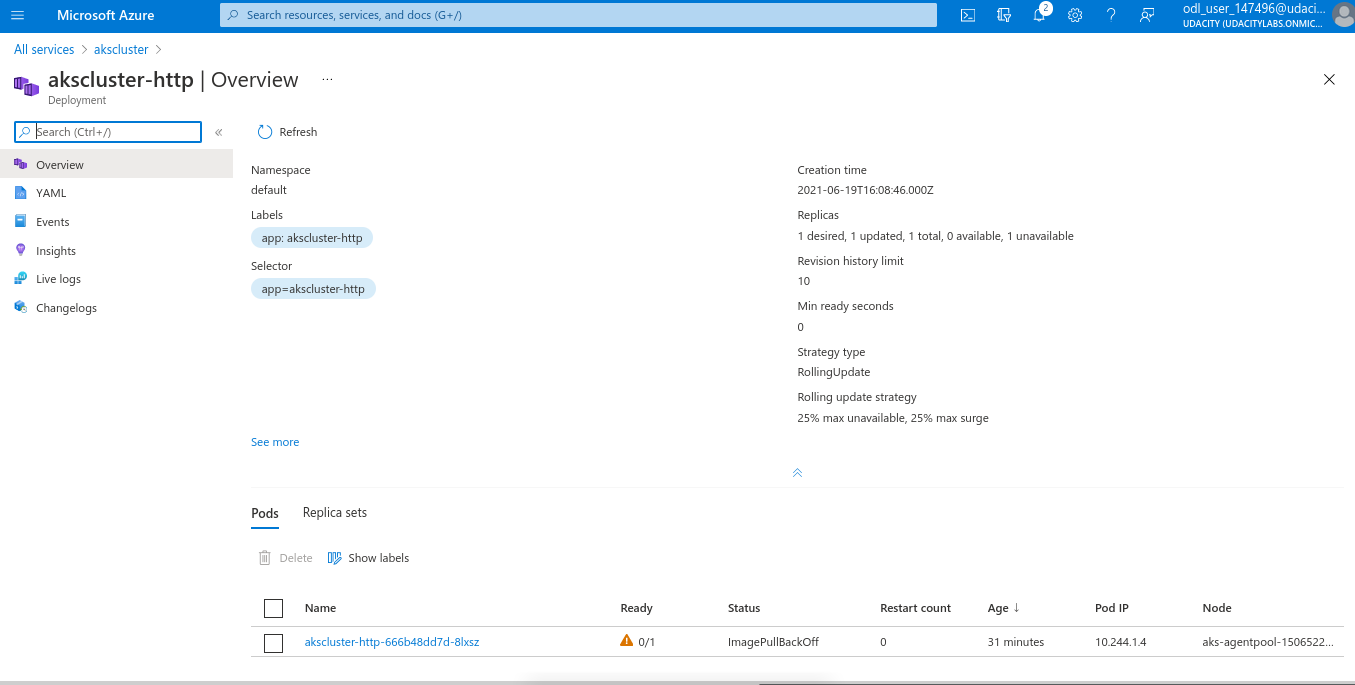 Microsoft Azure
Search resources, services, and docs (G+/)
2
odl_user_147496@udaci...
UDACITY (UDACITYLABS.ONMIC...
All services > akscluster >
akscluster-http | Overview ...
Deployment
Search (Ctrl+/)
«
Overview
YAML
Events
Insights
Live logs
Changelogs
Refresh
Namespace
default
Labels
app: akscluster-http
Selector
app=akscluster-http
See more
Creation time
2021-06-19T16:08:46.000Z
Replicas
1 desired, 1 updated, 1 total, 0 available, 1 unavailable
Revision history limit
10
Min ready seconds
0
Strategy type
RollingUpdate
Rolling update strategy
25% max unavailable, 25% max surge
Pods Replica sets
Delete Show labels
Name Ready Status Restart count Age ↓ Pod IP Node
akscluster-http-666b48dd7d-8lxsz 0/1 ImagePullBackOff 0 31 minutes 10.244.1.4 aks-agentpool-1506522...